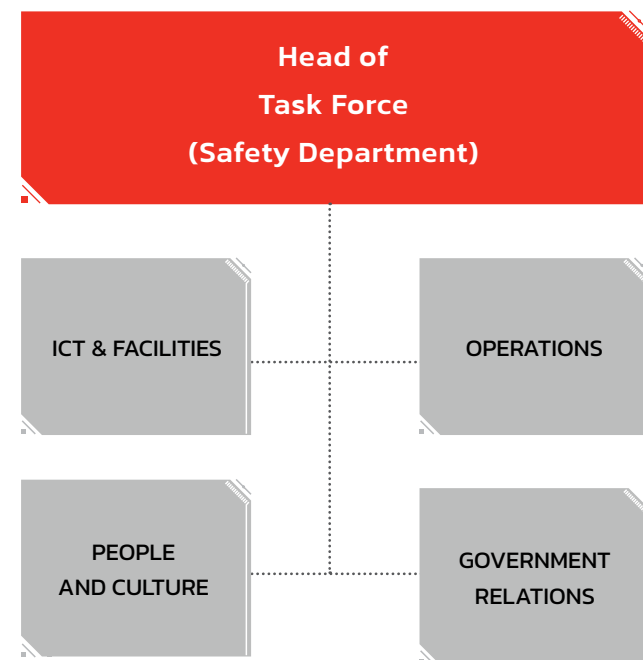 Head of
Task Force
(Safety Department)
ICT & FACILITIES
OPERATIONS
PEOPLE
AND CULTURE
GOVERNMENT
RELATIONS